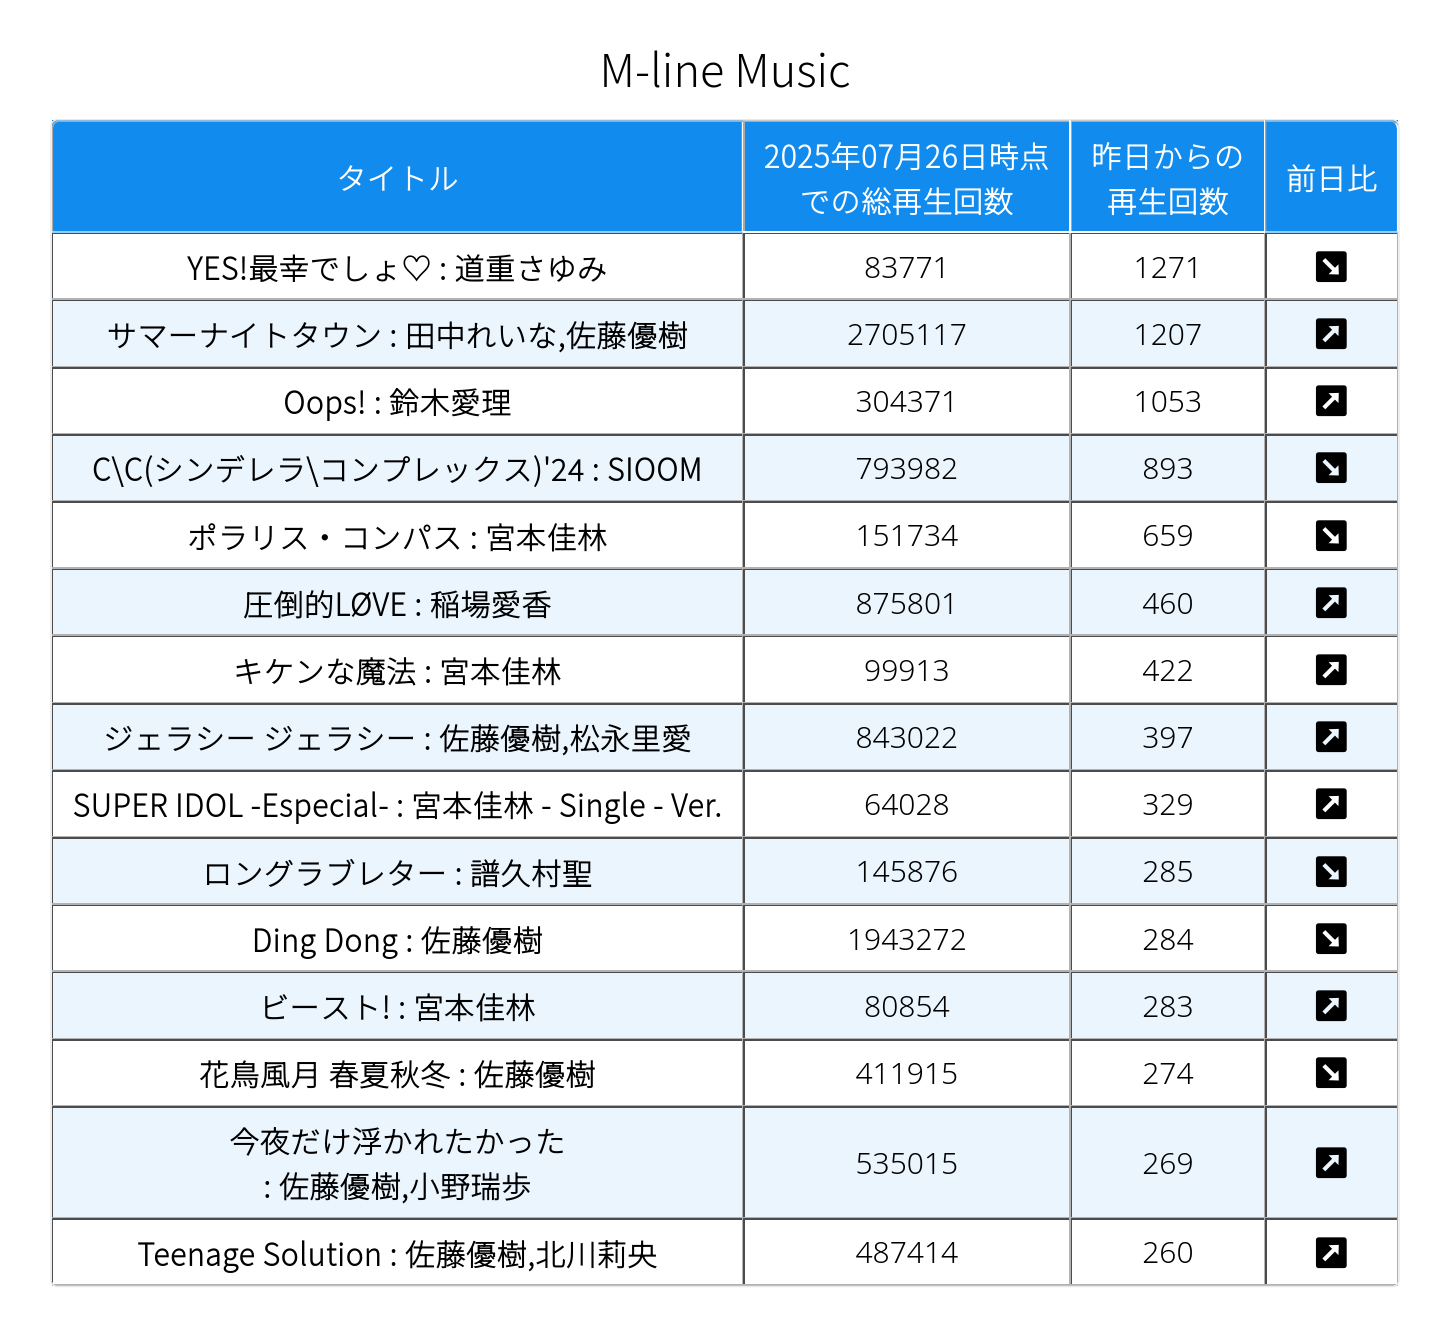 M-line Music
タイトル
2025年07月26日時点
での総再生回数
昨日からの
再生回数
前日比
YES!最幸でしょ♡ : 道重さゆみ 83771 1271
サマーナイトタウン : 田中れいな,佐藤優樹 2705117 1207
Oops! : 鈴木愛理 304371 1053
C\C(シンデレラ\コンプレックス)'24 : SIOOM 793982 893
ポラリス・コンパス : 宮本佳林 151734 659
圧倒的LØVE : 稲場愛香 875801 460
キケンな魔法 : 宮本佳林 99913 422
ジェラシー ジェラシー : 佐藤優樹,松永里愛 843022 397
SUPER IDOL -Especial- : 宮本佳林 - Single - Ver. 64028 329
ロングラブレター : 譜久村聖 145876 285
Ding Dong : 佐藤優樹 1943272 284
ビースト! : 宮本佳林 80854 283
花鳥風月 春夏秋冬 : 佐藤優樹 411915 274
今夜だけ浮かれたかった
: 佐藤優樹,小野瑞歩 535015 269
Teenage Solution : 佐藤優樹,北川莉央 487414 260